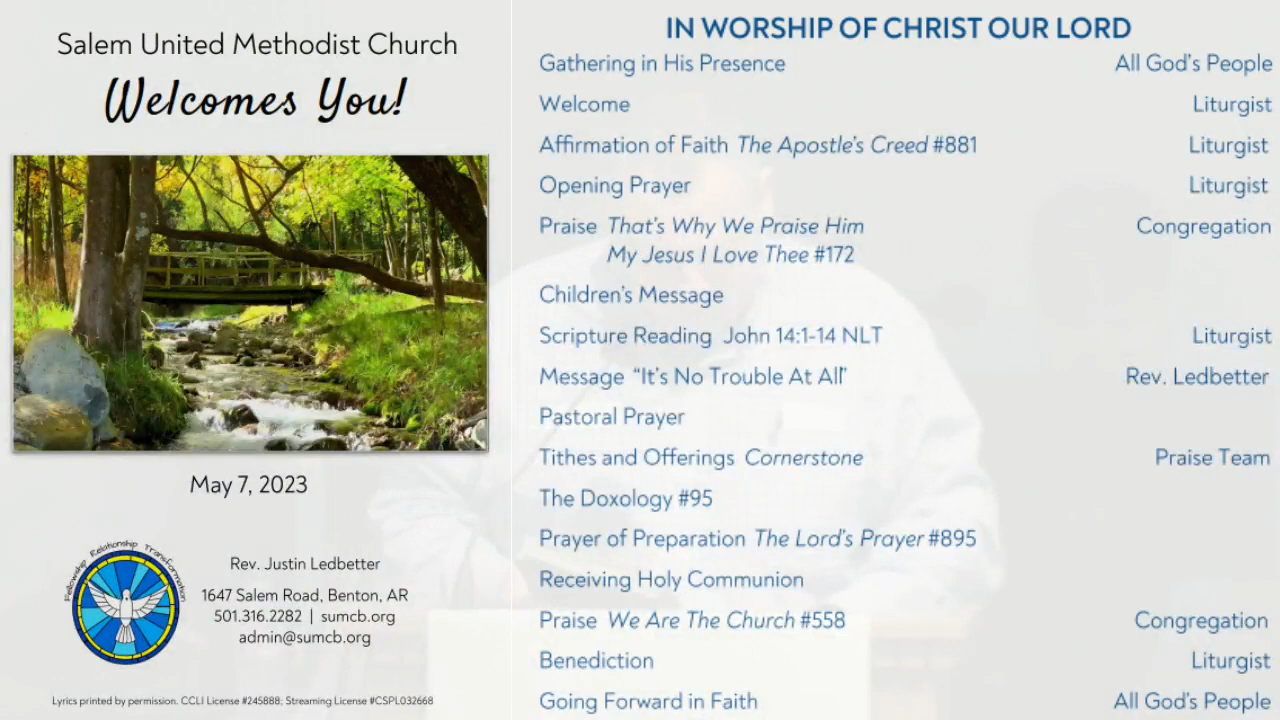 Salem United Methodist Church
Welcomes You!
May 7, 2023
Fellowship Relationship Transformation
Rev. Justin Ledbetter
1647 Salem Road, Benton, AR
501.316.2282 | sumcb.org
admin@sumcb.org
Lyrics printed by permission. CCLI License #245888; Streaming License #CSPL032668
IN WORSHIP OF CHRIST OUR LORD
Gathering in His Presence All God's People
Welcome Liturgist
Affirmation of Faith The Apostle's Creed #881 Liturgist
Opening Prayer Liturgist
Praise That's Why We Praise Him Congregation
My Jesus I Love Thee #172
Children's Message
Scripture Reading John 14:1-14 NLT Liturgist
Message "It's No Trouble At All" Rev. Ledbetter
Pastoral Prayer
Tithes and Offerings Cornerstone Praise Team
The Doxology #95
Prayer of Preparation The Lord's Prayer #895
Receiving Holy Communion
Praise We Are The Church #558 Congregation
Benediction Liturgist
Going Forward in Faith All God's People